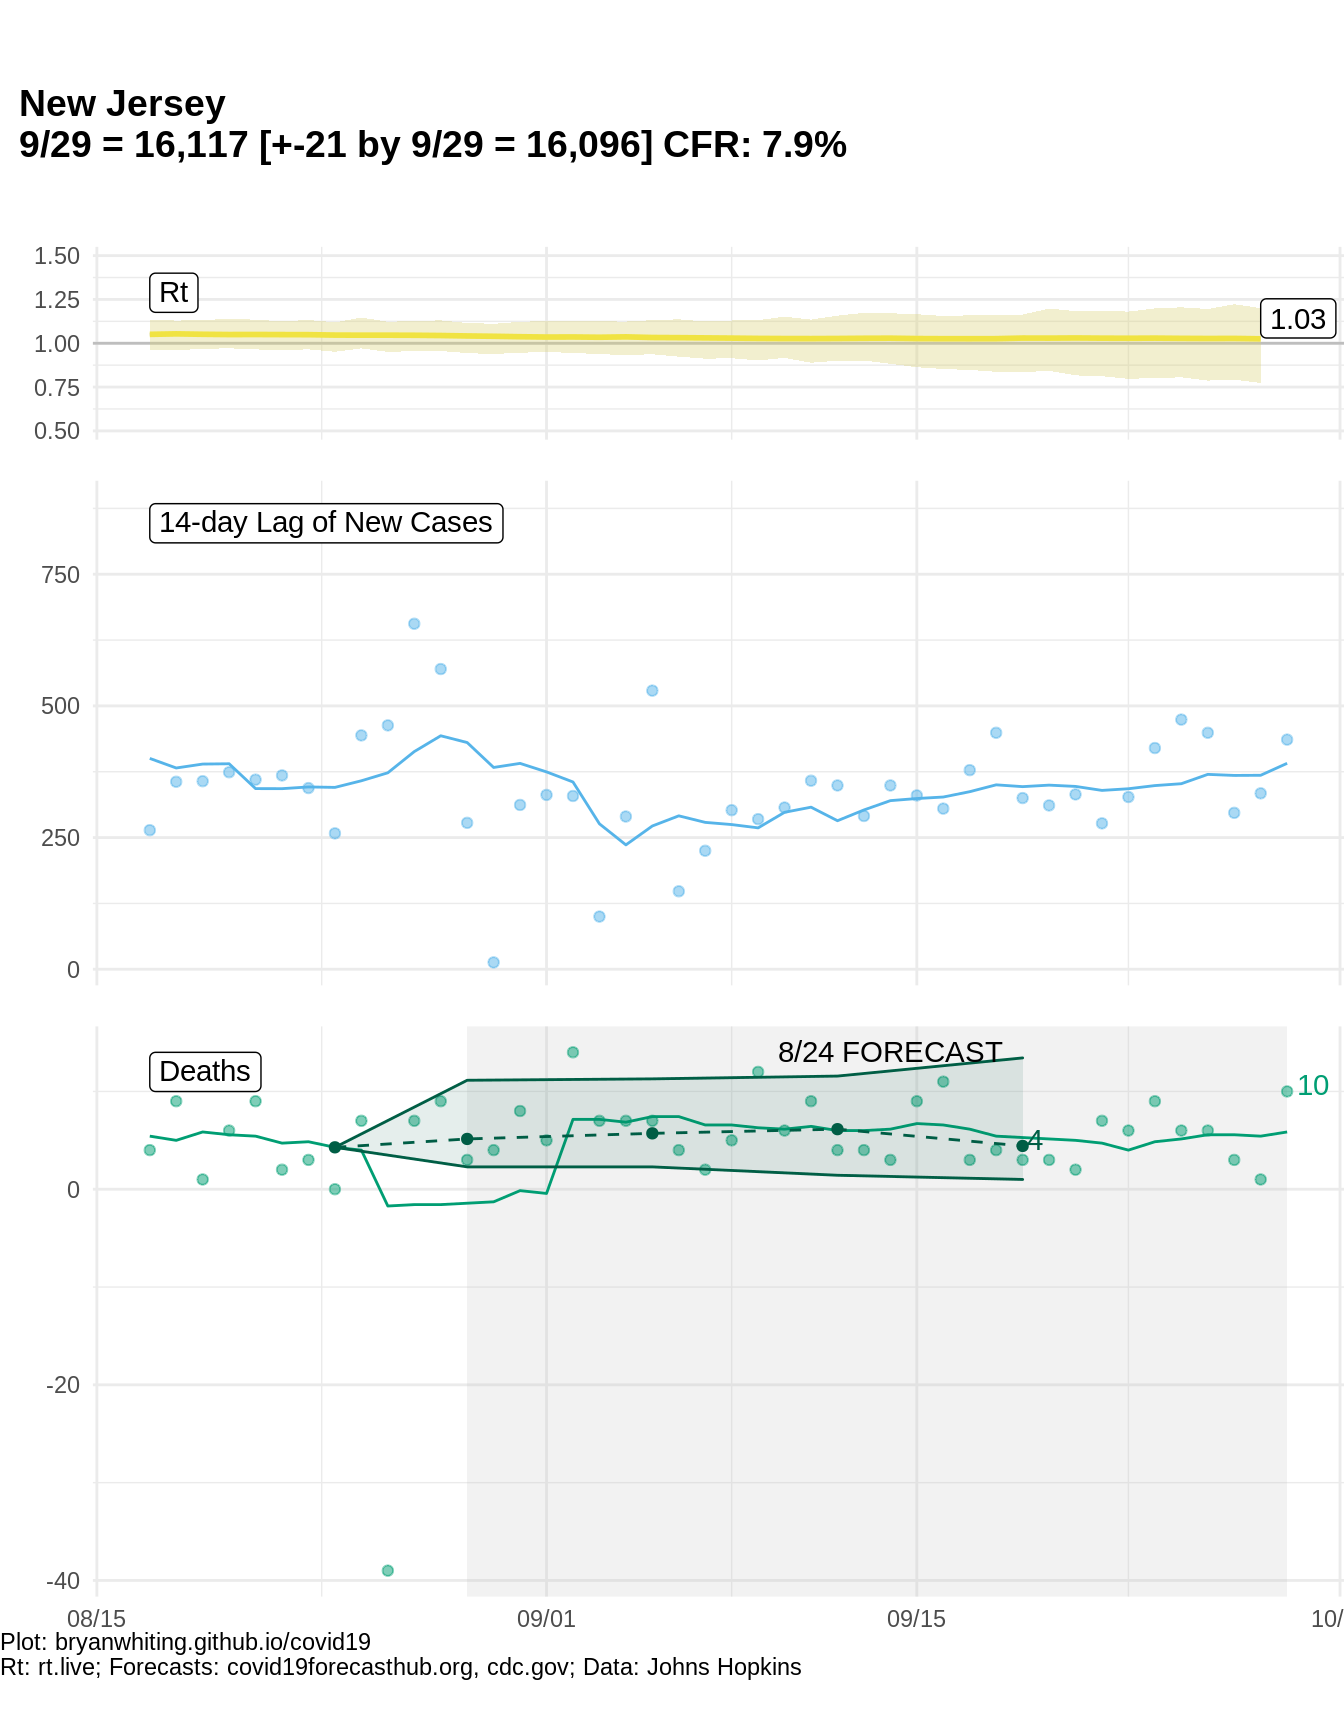 New Jersey
9/29 = 16,117 [+-21 by 9/29 = 16,096] CFR: 7.9%
1.50
1.25
1.00
0.75
0.50
Rt
1.03
14-day Lag of New Cases
750
500
250
0
Deaths
8/24 FORECAST
10
4
0
-20
-40
08/15
09/01
09/15
10/
Plot: bryanwhiting.github.io/covid19
Rt: rt.live; Forecasts: covid19forecasthub.org, cdc.gov; Data: Johns Hopkins